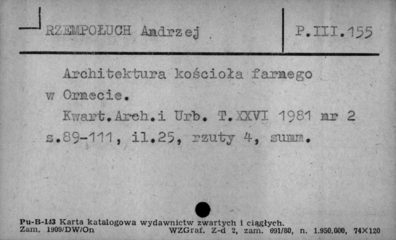 RZEMPOŁUCH Andrzej
P.III.155
Architektura kościoła farnego
w Ornecie.
Kwart.Arch.i Urb. T.XXVI 1981 nr 2
s.89-111, il.25, rzuty 4, summ.
Pu-B-143 Karta katalogowa wydawnictw zwartych i ciągłych.
Zam. 1909/DW/On WZGraf. Z-d 2, zam. 691/80, n. 1.950.000, 74×120